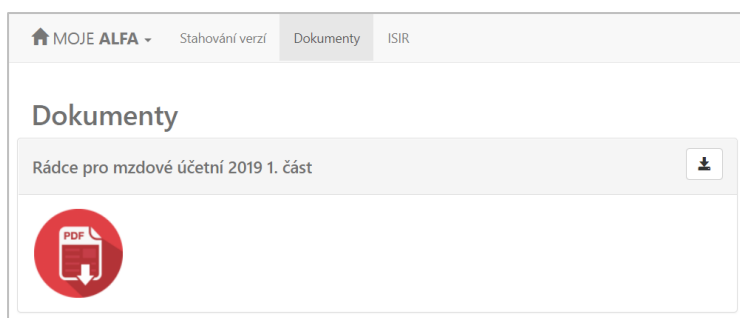 MOJE ALFA Stahování verzí Dokumenty ISIR
Dokumenty
Rádce pro mzdové účetní 2019 1. část
PDF